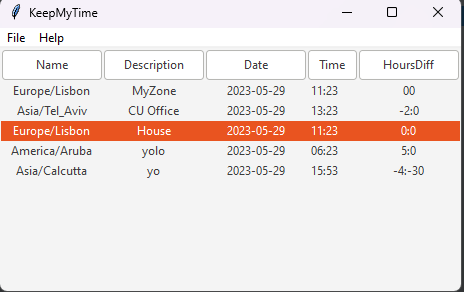 KeepMyTime
File Help
Name Description Date Time HoursDiff
Europe/Lisbon MyZone 2023-05-29 11:23 00
Asia/Tel_Aviv CU Office 2023-05-29 13:23 -2:0
Europe/Lisbon House 2023-05-29 11:23 0:0
America/Aruba yolo 2023-05-29 06:23 5:0
Asia/Calcutta yo 2023-05-29 15:53 -4:-30